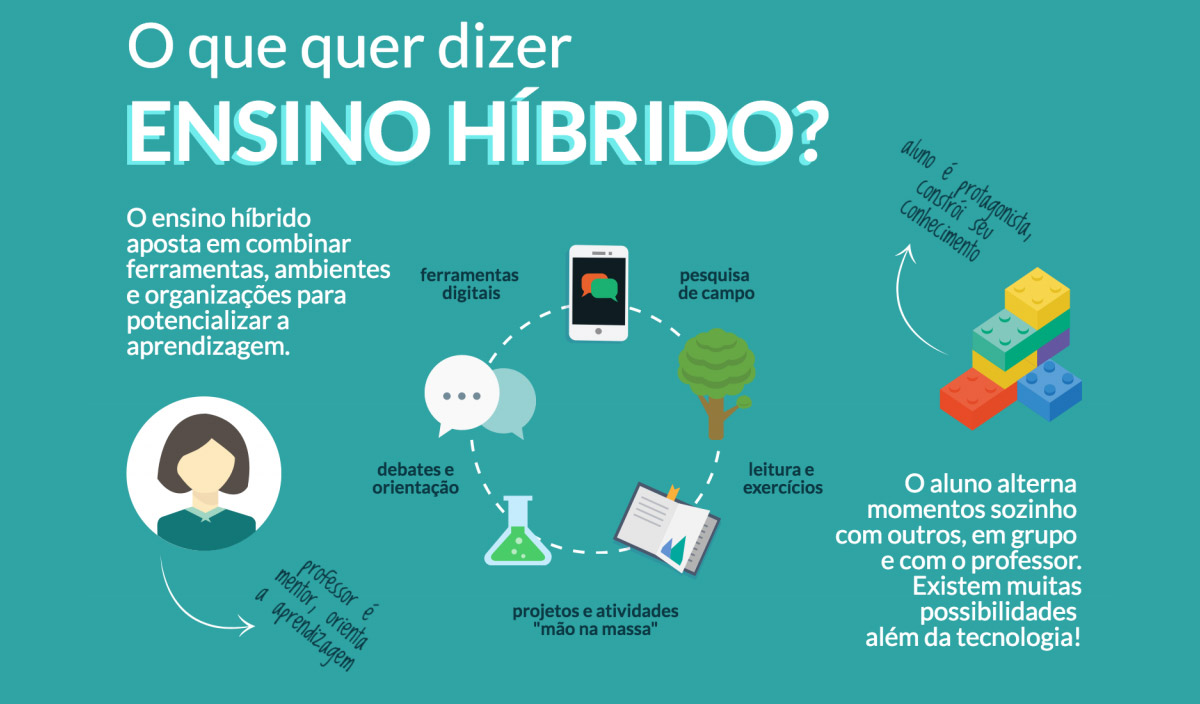 O que quer dizer
ENSINO HÍBRIDO?
O ensino híbrido
aposta em combinar
ferramentas, ambientes
e organizações para
potencializar a
aprendizagem.
professor é
mentor, orienta
a aprendizagem
ferramentas
digitais
pesquisa
de campo
debates e
orientação
leitura e
exercícios
projetos e atividades
"mão na massa"
aluno é protagonista,
constrói seu
conhecimento
O aluno alterna
momentos sozinho
com outros, em grupo
e com o professor.
Existem muitas
possibilidades
além da tecnologia!